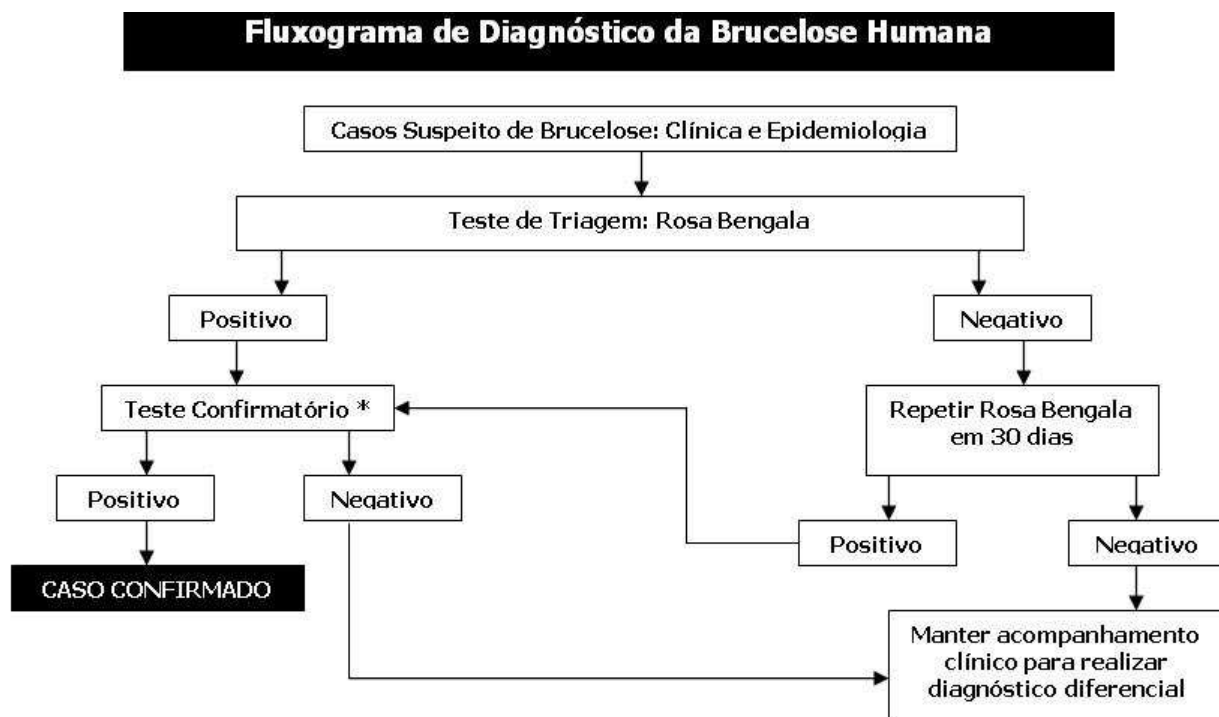 Fluxograma de Diagnóstico da Brucelose Humana
Casos Suspeito de Brucelose: Clínica e Epidemiologia
Teste de Triagem: Rosa Bengala
Positivo
Negativo
Teste Confirmatório *
Repetir Rosa Bengala
em 30 dias
Positivo
Negativo
Positivo
Negativo
CASO CONFIRMADO
Manter acompanhamento
clínico para realizar
diagnóstico diferencial